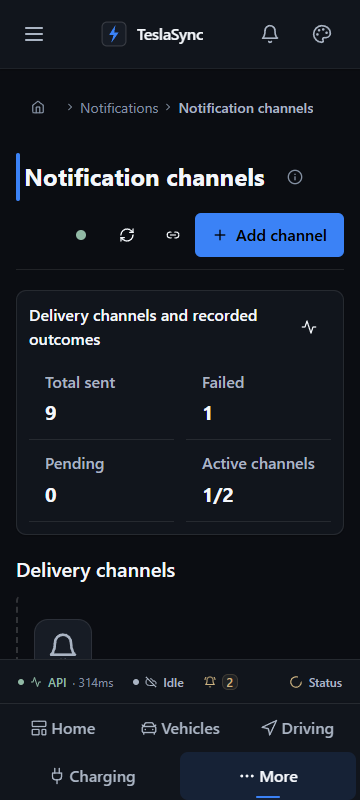 TeslaSync
Notifications
Notification channels
Notification channels
Add channel
Delivery channels and recorded
outcomes
Total sent
Failed
9
1
Pending
Active channels
0
1/2
Delivery channels
API · 314ms
Idle
2
Status
Home
Vehicles
Driving
Charging
More